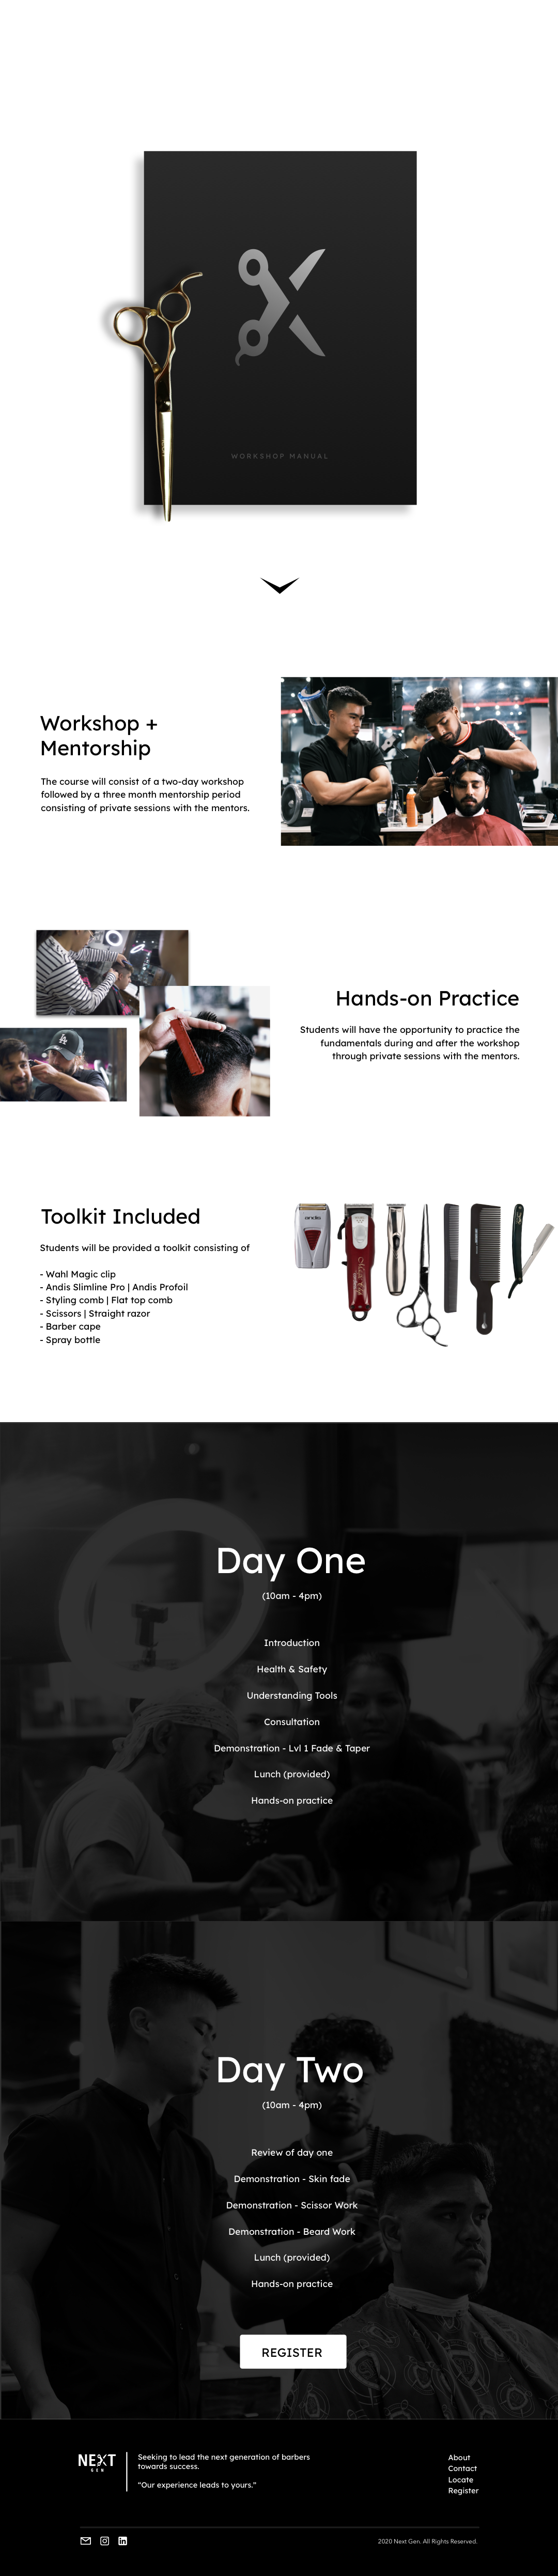 WORKSHOP MANUAL
Workshop +
Mentorship
The course will consist of a two-day workshop
followed by a three month mentorship period
consisting of private sessions with the mentors.
Hands-on Practice
Students will have the opportunity to practice the
fundamentals during and after the workshop
through private sessions with the mentors.
Toolkit Included
Students will be provided a toolkit consisting of
- Wahl Magic clip
- Andis Slimline Pro | Andis Profoil
- Styling comb | Flat top comb
- Scissors | Straight razor
- Barber cape
- Spray bottle
andis
Day One
(10am - 4pm)
Introduction
Health & Safety
Understanding Tools
Consultation
Demonstration - Lvl 1 Fade & Taper
Lunch (provided)
Hands-on practice
Day Two
(10am - 4pm)
Review of day one
Demonstration - Skin fade
Demonstration - Scissor Work
Demonstration - Beard Work
Lunch (provided)
Hands-on practice
REGISTER
NEXT
GEN
Seeking to lead the next generation of barbers
towards success.
"Our experience leads to yours."
About
Contact
Locate
Register
2020 Next Gen. All Rights Reserved.